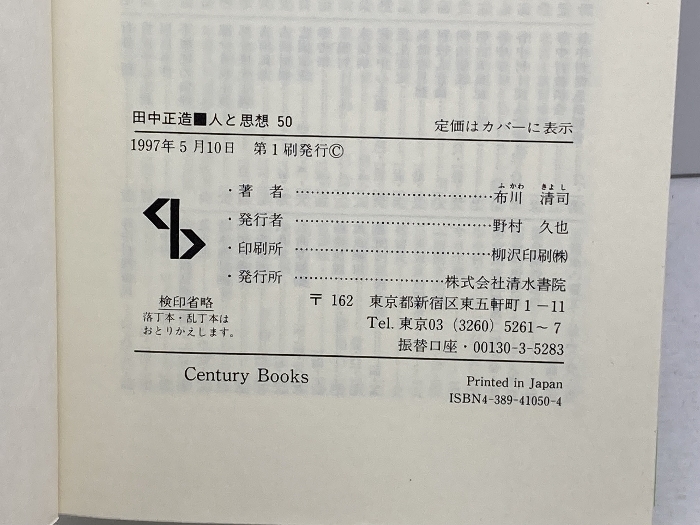 田中正造■人と思想 50
定価はカバーに表示
1997年5月10日 第1刷発行©
・著者…………………………………布川 清司
ふかわ きよし
・発行者…………………………………野村 久也
・印刷所…………………………………柳沢印刷㈱
・発行所…………………………株式会社清水書院
検印省略
落丁本・乱丁本は
おとりかえします。
〒162 東京都新宿区東五軒町1-11
Tel. 東京03 (3260) 5261~7
振替口座・00130-3-5283
Century Books
Printed in Japan
ISBN4-389-41050-4